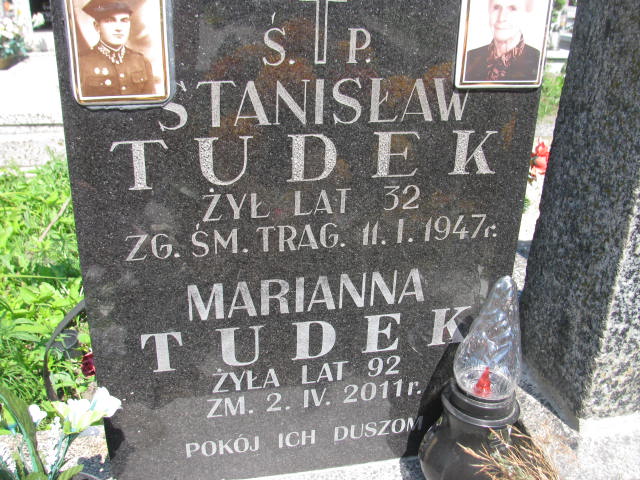 Ś. P.
STANISŁAW
TUDEK
ŻYŁ LAT 32
ZG. ŚM. TRAG. 11. I. 1947r.
MARIANNA
TUDEK
ŻYŁA LAT 92
ZM. 2. IV. 2011r.
POKÓJ ICH DUSZOM